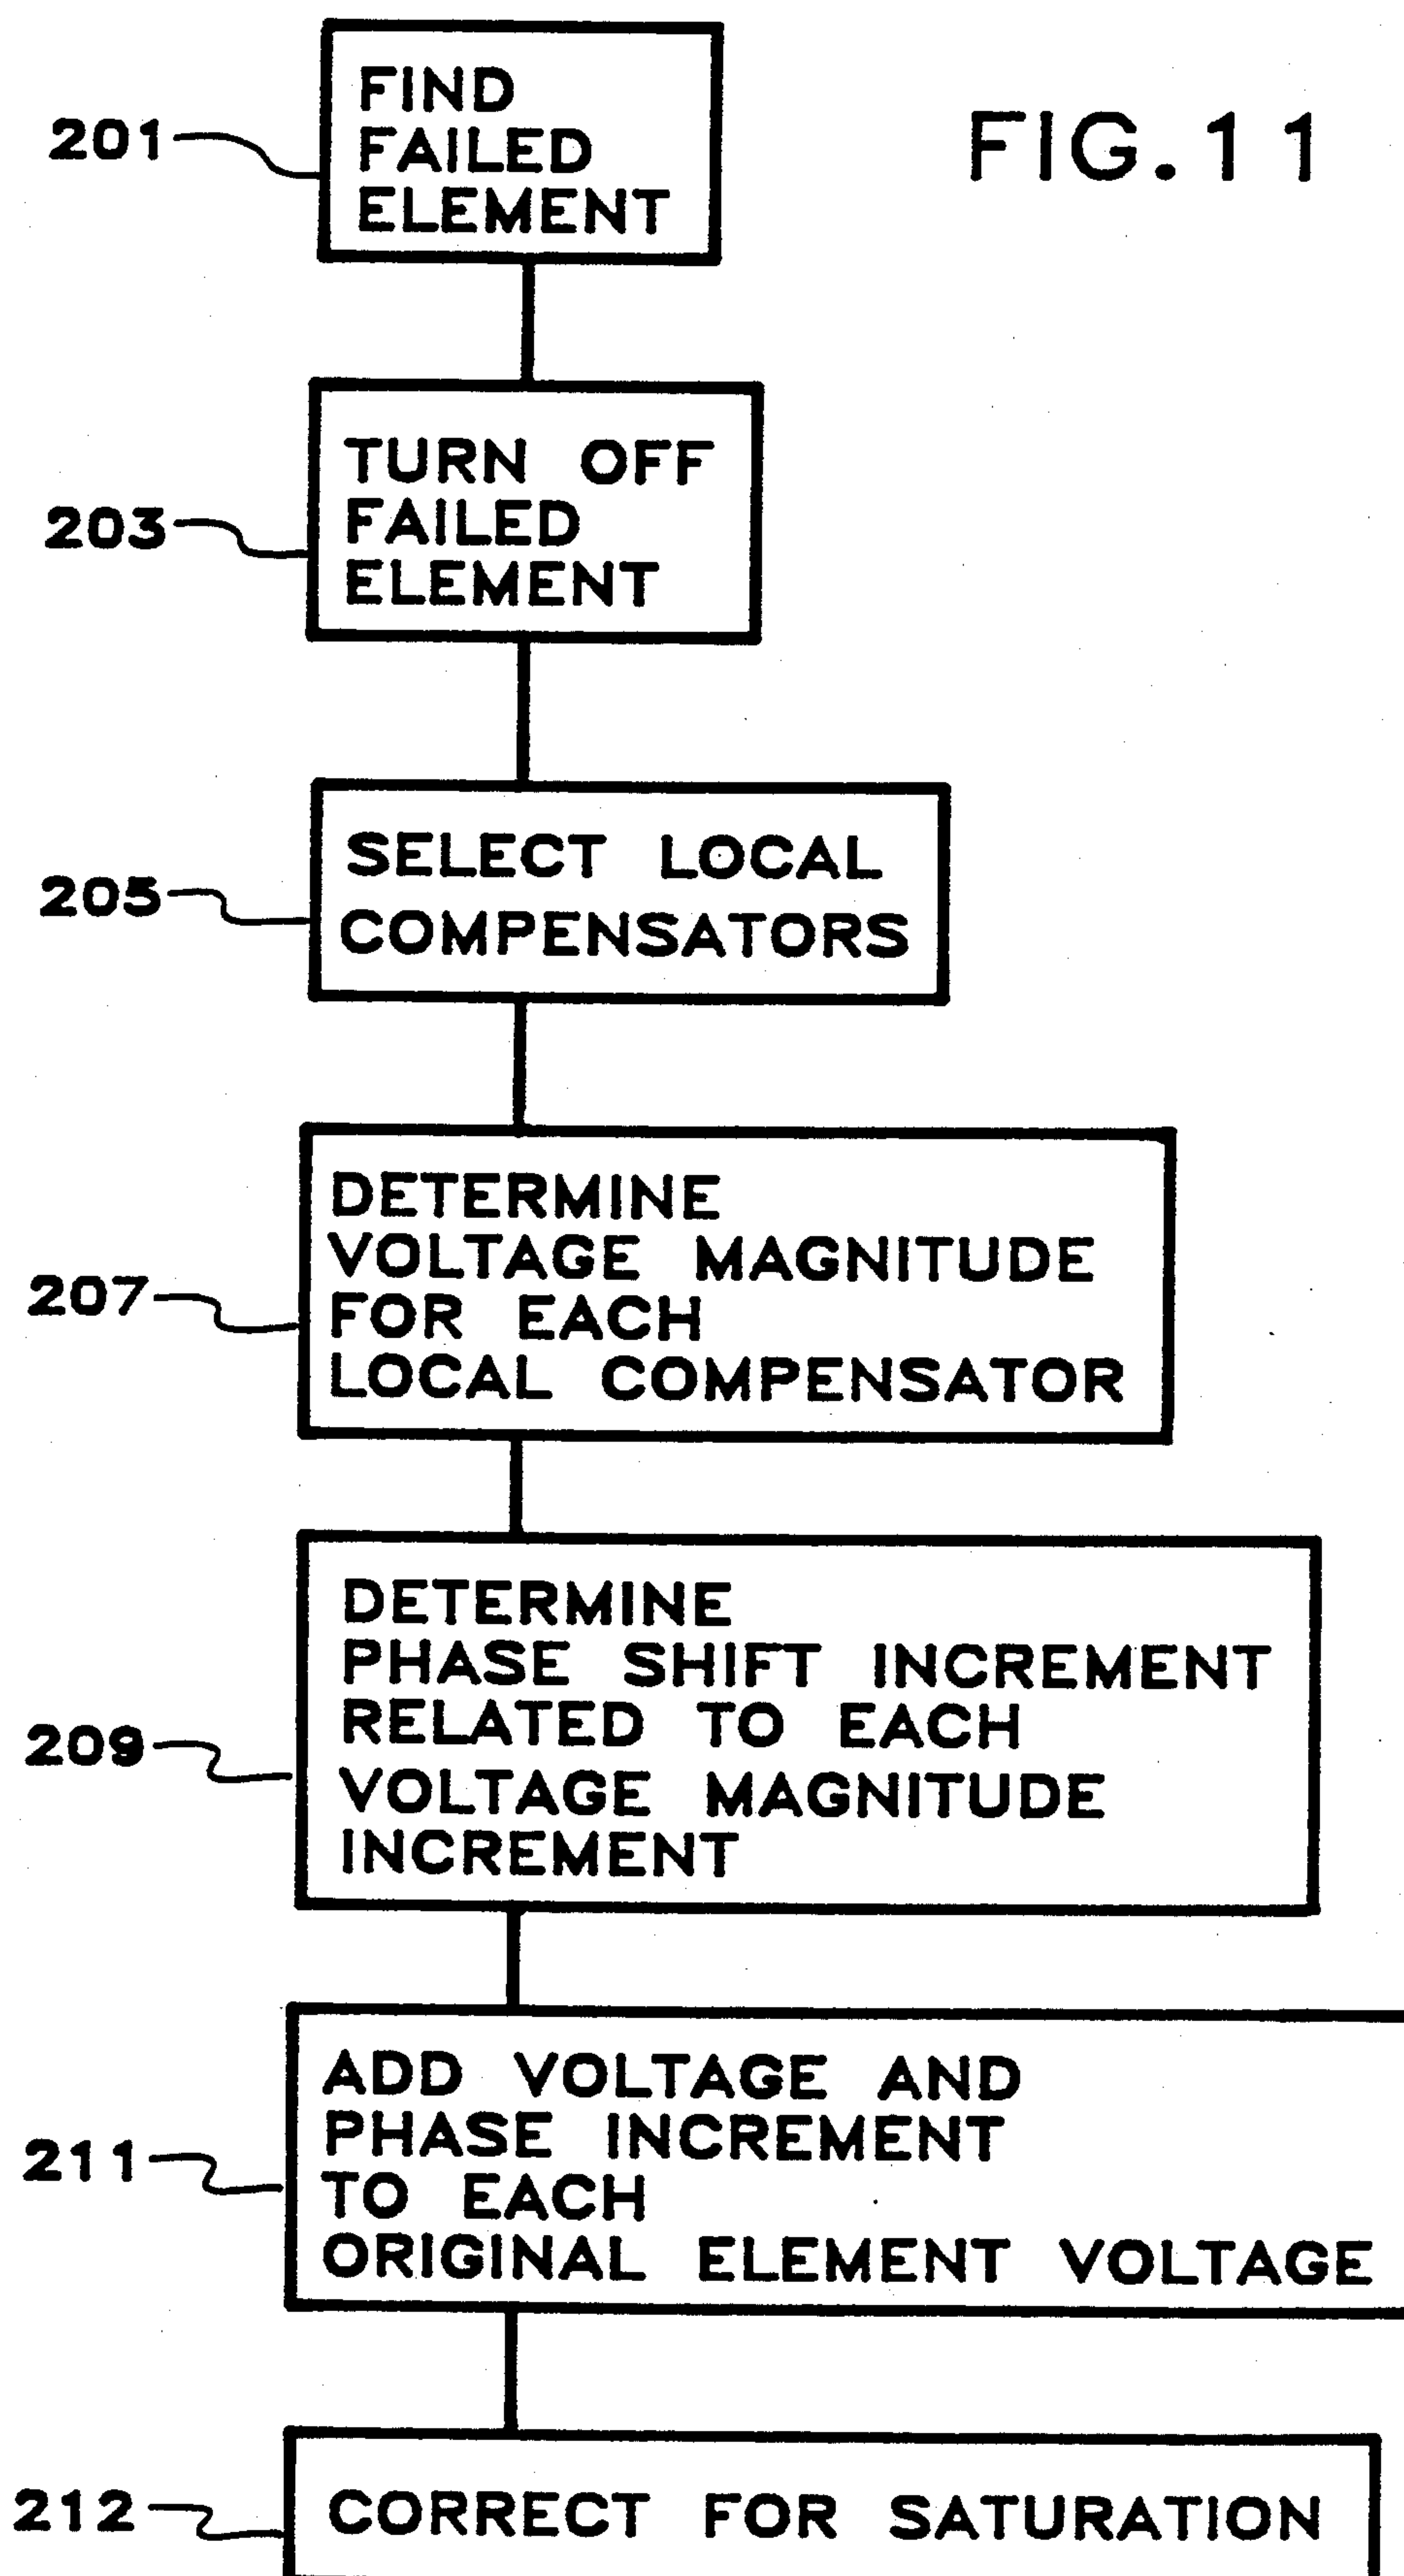 FIG.11
201
FIND
FAILED
ELEMENT
203
TURN OFF
FAILED
ELEMENT
205
SELECT LOCAL
COMPENSATORS
207
DETERMINE
VOLTAGE MAGNITUDE
FOR EACH
LOCAL COMPENSATOR
209
DETERMINE
PHASE SHIFT INCREMENT
RELATED TO EACH
VOLTAGE MAGNITUDE
INCREMENT
211
ADD VOLTAGE AND
PHASE INCREMENT
TO EACH
ORIGINAL ELEMENT VOLTAGE
212
CORRECT FOR SATURATION